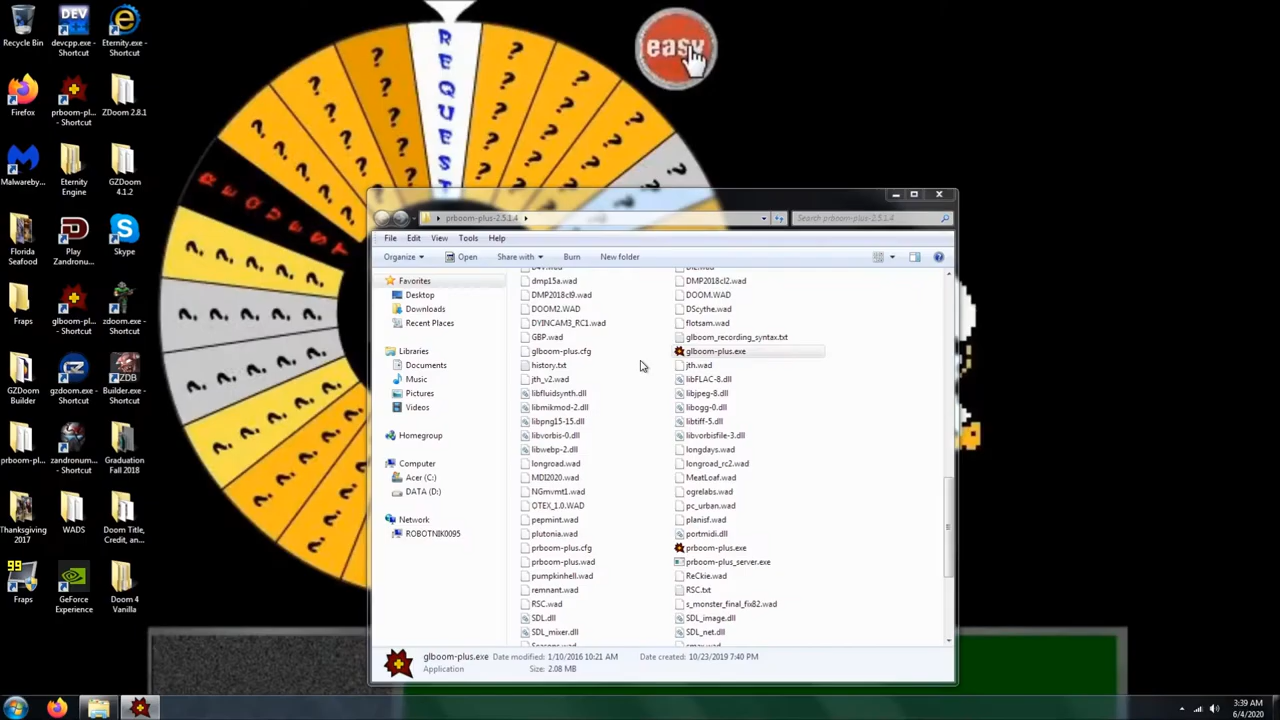 Recycle Bin
devcpp.exe - Shortcut
Eternity.exe - Shortcut
Firefox
prboom-pl... - Shortcut
ZDoom 2.8.1
Malwareby...
Eternity Engine
GZDoom 4.1.2
Florida Seafood
Play Zandronu...
Skype
Fraps
glboom-pl... - Shortcut
zdoom.exe - Shortcut
GZDoom Builder
gzdoom.exe - Shortcut
Builder.exe - Shortcut
prboom-pl...
zandronum... - Shortcut
Graduation Fall 2018
Thanksgiving 2017
WADS
Doom Title, Credit, an...
99
Fraps
GeForce Experience
Doom 4 Vanilla
REQUEST
REQUEST
? ? ? ?
easy
prboom-plus-2.5.1.4
Search prboom-plus-2.5.1.4
File Edit View Tools Help
Organize Open Share with Burn New folder
Favorites
Desktop
Downloads
Recent Places
Libraries
Documents
Music
Pictures
Videos
Homegroup
Computer
Acer (C:)
DATA (D:)
Network
ROBOTNIK0095
dmp15a.wad DMP2018cl2.wad
DMP2018cl9.wad DOOM.WAD
DOOM2.WAD DScythe.wad
DYINCAM3_RC1.wad flotsam.wad
GBP.wad glboom_recording_syntax.txt
glboom-plus.cfg glboom-plus.exe
history.txt jth.wad
jth_v2.wad libFLAC-8.dll
libfluidsynth.dll libjpeg-8.dll
libmikmod-2.dll libogg-0.dll
libpng15-15.dll libtiff-5.dll
libvorbis-0.dll libvorbisfile-3.dll
libwebp-2.dll longdays.wad
longroad.wad longroad_rc2.wad
MDI2020.wad MeatLoaf.wad
NGmvmt1.wad ogrelabs.wad
OTEX_1.0.WAD pc_urban.wad
pepmint.wad planisf.wad
plutonia.wad portmidi.dll
prboom-plus.cfg prboom-plus.exe
prboom-plus.wad prboom-plus_server.exe
pumpkinhell.wad ReCkie.wad
remnant.wad RSC.txt
RSC.wad s_monster_final_fix82.wad
SDL.dll SDL_image.dll
SDL_mixer.dll SDL_net.dll
glboom-plus.exe Date modified: 1/10/2016 10:21 AM Date created: 10/23/2019 7:40 PM
Application Size: 2.08 MB
3:39 AM
6/4/2020